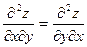 ∂²z/∂x∂y = ∂²z/∂y∂x